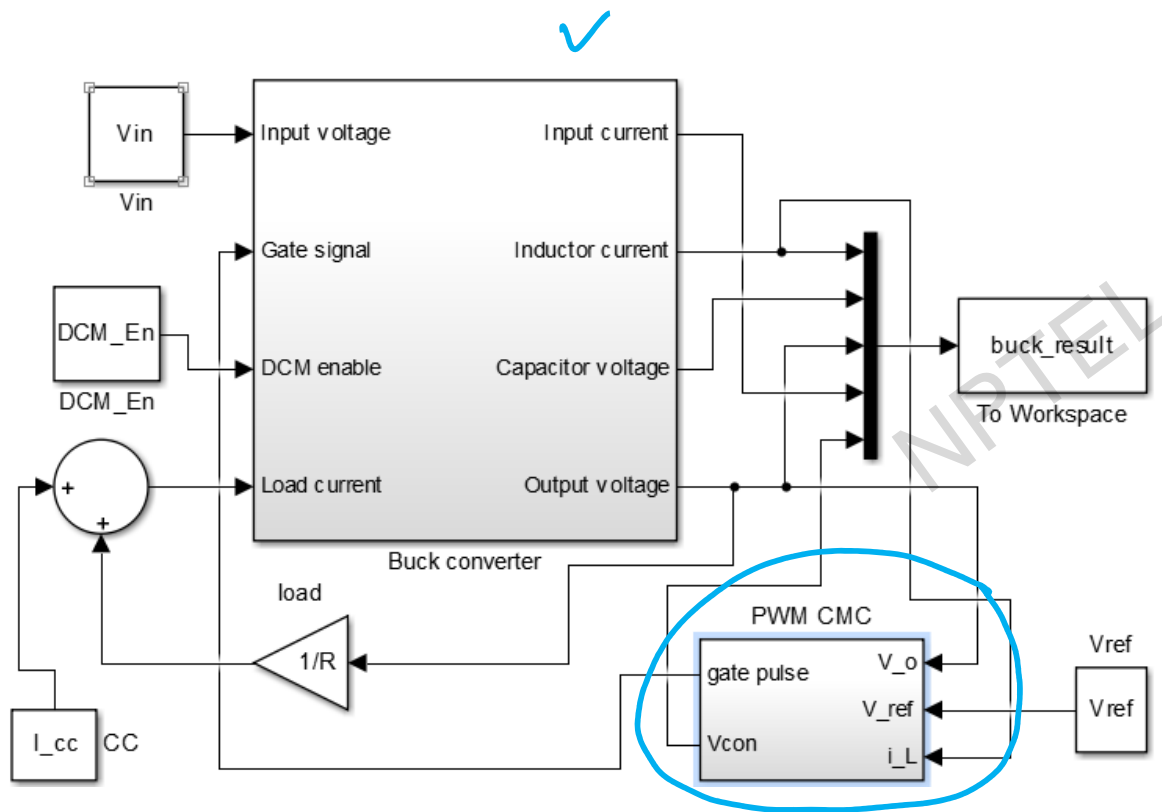 Vin
Vin
Input voltage
Input current
Gate signal
Inductor current
DCM_En
DCM_En
DCM enable
Capacitor voltage
buck_result
To Workspace
NPTEL
+
+
Load current
Output voltage
Buck converter
load
1/R
I_cc
CC
PWM CMC
gate pulse
Vcon
V_o
V_ref
i_L
Vref
Vref